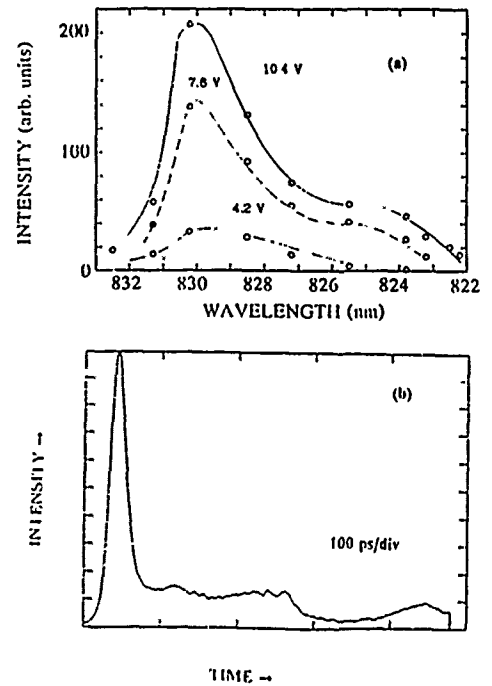 200
(a)
10 4 V
7.6 V
100
4.2 V
0
INTENSITY (arb. units)
832 830 828 826 824 822
WAVELENGTH (nm)
(b)
INTENSITY →
100 ps/div
TIME →